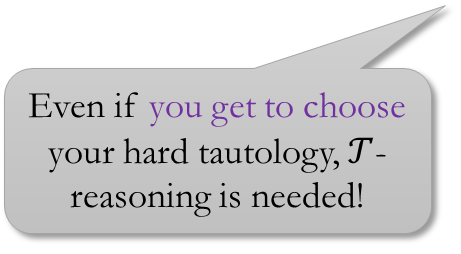 Even if you get to choose
your hard tautology, 𝒯-
reasoning is needed!